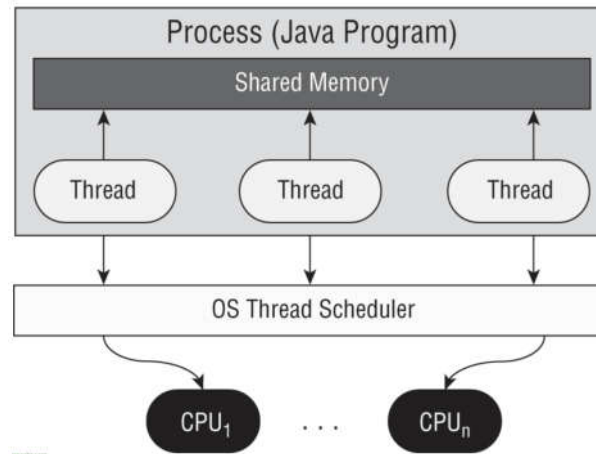 Process (Java Program)
Shared Memory
Thread Thread Thread
OS Thread Scheduler
CPU₁ . . . CPUₙ